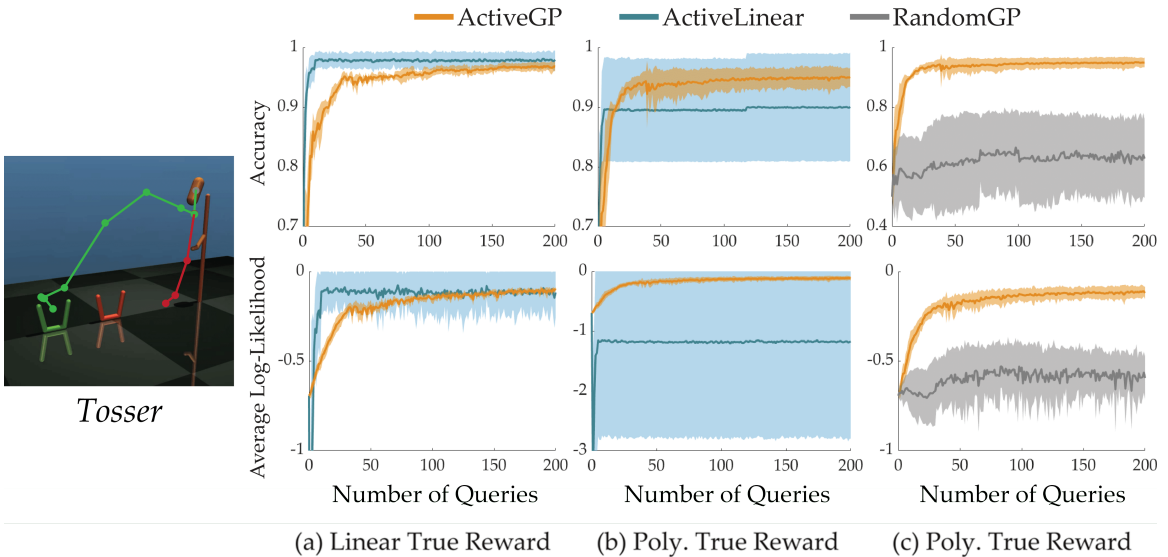 ActiveGP ActiveLinear RandomGP
Accuracy
1
0.9
0.8
0.7
0 50 100 150 200
1
0.9
0.8
0.7
0 50 100 150 200
1
0.8
0.6
0.4
0 50 100 150 200
Tosser
Average Log-Likelihood
0
-0.5
-1
0 50 100 150 200
0
-1
-2
-3
0 50 100 150 200
0
-0.5
-1
0 50 100 150 200
Number of Queries Number of Queries Number of Queries
(a) Linear True Reward (b) Poly. True Reward (c) Poly. True Reward